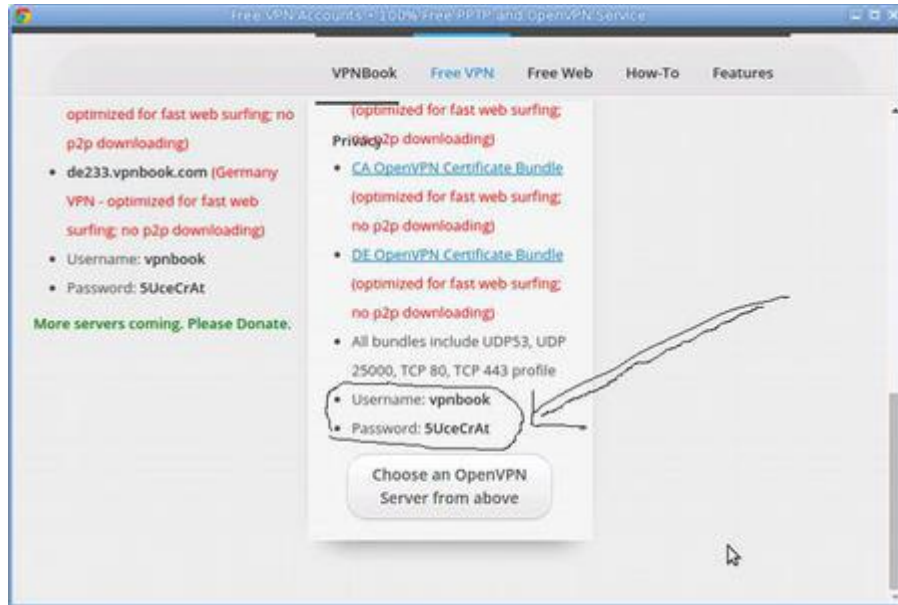 Free VPN Accounts • 100% Free PPTP and OpenVPN Service
VPNBook Free VPN Free Web How-To Features
optimized for fast web surfing; no
p2p downloading)
de233.vpnbook.com (Germany
VPN - optimized for fast web
surfing; no p2p downloading)
Username: vpnbook
Password: 5UceCrAt
More servers coming. Please Donate.
(optimized for fast web surfing;
no p2p downloading)
Privacy
CA OpenVPN Certificate Bundle
(optimized for fast web surfing;
no p2p downloading)
DE OpenVPN Certificate Bundle
(optimized for fast web surfing;
no p2p downloading)
All bundles include UDP53, UDP
25000, TCP 80, TCP 443 profile
Username: vpnbook
Password: 5UceCrAt
Choose an OpenVPN
Server from above